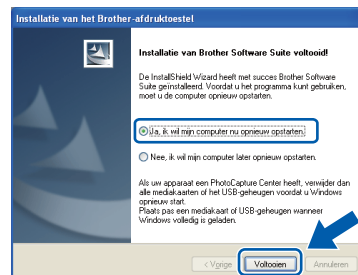 Installatie van het Brother-afdruktoestel
Installatie van Brother Software Suite voltooid!
De InstallShield Wizard heeft met succes Brother Software
Suite geïnstalleerd. Voordat u het programma kunt gebruiken,
moet u de computer opnieuw opstarten.
Ja, ik wil mijn computer nu opnieuw opstarten.
Nee, ik wil mijn computer later opnieuw opstarten.
Als uw apparaat een PhotoCapture Center heeft, verwijder dan
alle mediakaarten of het USB-geheugen voordat u Windows
opnieuw start.
Plaats pas een mediakaart of USB-geheugen wanneer
Windows volledig is geladen.
< Vorige
Voltooien
Annuleren